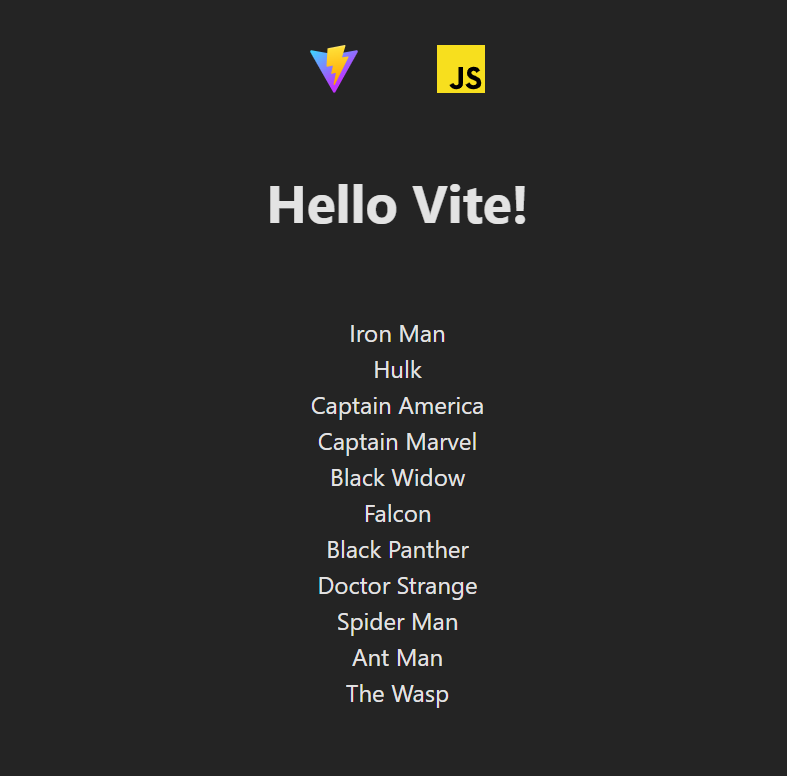 JS
Hello Vite!
Iron Man
Hulk
Captain America
Captain Marvel
Black Widow
Falcon
Black Panther
Doctor Strange
Spider Man
Ant Man
The Wasp